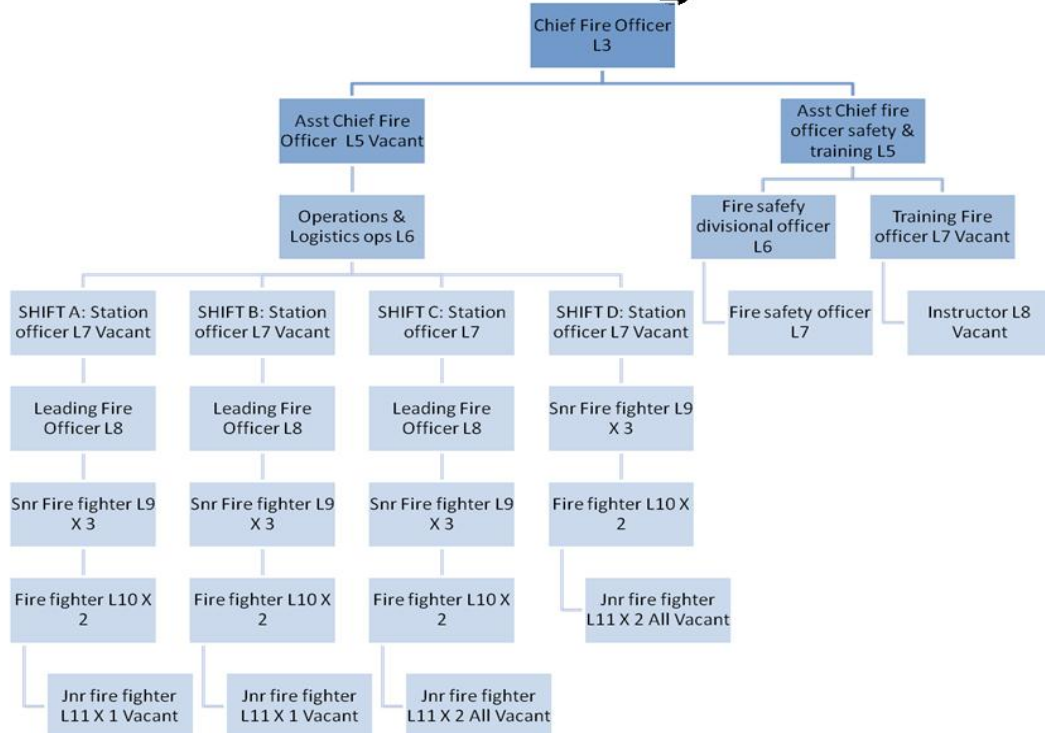 Chief Fire Officer
L3
Asst Chief Fire
Officer L5 Vacant
Asst Chief fire
officer safety &
training L5
Operations &
Logistics ops L6
Fire safefy
divisional officer
L6
Training Fire
officer L7 Vacant
SHIFT A: Station
officer L7 Vacant
SHIFT B: Station
officer L7 Vacant
SHIFT C: Station
officer L7
SHIFT D: Station
officer L7 Vacant
Fire safety officer
L7
Instructor L8
Vacant
Leading Fire
Officer L8
Leading Fire
Officer L8
Leading Fire
Officer L8
Snr Fire fighter L9
X 3
Snr Fire fighter L9
X 3
Snr Fire fighter L9
X 3
Snr Fire fighter L9
X 3
Fire fighter L10 X
2
Fire fighter L10 X
2
Fire fighter L10 X
2
Fire fighter L10 X
2
Jnr fire fighter
L11 X 2 All Vacant
Jnr fire fighter
L11 X 1 Vacant
Jnr fire fighter
L11 X 1 Vacant
Jnr fire fighter
L11 X 2 All Vacant